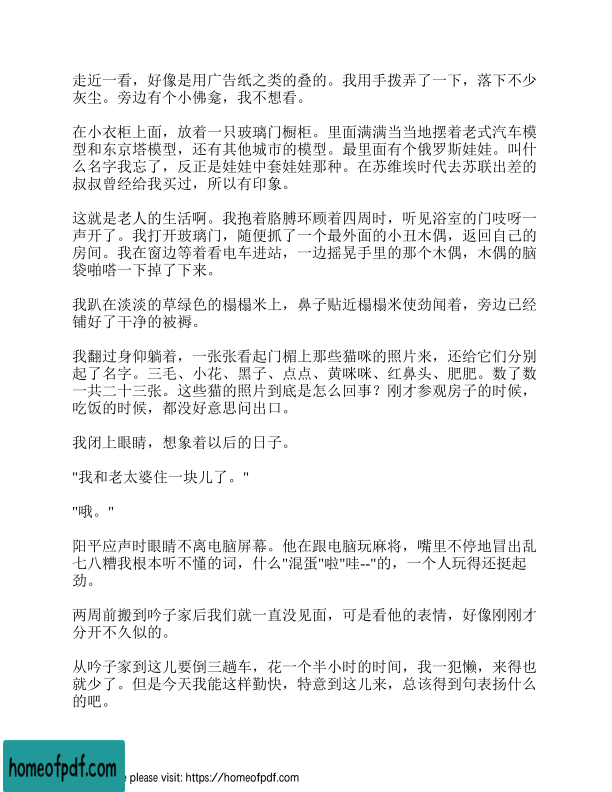 走近一看，好像是用广告纸之类的叠的。我用手拨弄了一下，落下不少
灰尘。旁边有个小佛龛，我不想看。
在小衣柜上面，放着一只玻璃门橱柜。里面满满当当地摆着老式汽车模
型和东京塔模型，还有其他城市的模型。最里面有个俄罗斯娃娃。叫什
么名字我忘了，反正是娃娃中套娃娃那种。在苏维埃时代去苏联出差的
叔叔曾经给我买过，所以有印象。
这就是老人的生活啊。我抱着胳膊环顾着四周时，听见浴室的门吱呀一
声开了。我打开玻璃门，随便抓了一个最外面的小丑木偶，返回自己的
房间。我在窗边等着看电车进站，一边摇晃手里的那个木偶，木偶的脑
袋啪嗒一下掉了下来。
我趴在淡淡的草绿色的榻榻米上，鼻子贴近榻榻米使劲闻着，旁边已经
铺好了干净的被褥。
我翻过身仰躺着，一张张看起门楣上那些猫咪的照片来，还给它们分别
起了名字。三毛、小花、黑子、点点、黄咪咪、红鼻头、肥肥。数了数
一共二十三张。这些猫的照片到底是怎么回事？刚才参观房子的时候，
吃饭的时候，都没好意思问出口。
我闭上眼睛，想象着以后的日子。
"我和老太婆住一块儿了。"
"哦。"
阳平应声时眼睛不离电脑屏幕。他在跟电脑玩麻将，嘴里不停地冒出乱
七八糟我根本听不懂的词，什么"混蛋"啦"哇--"的，一个人玩得还挺起
劲。
两周前搬到吟子家后我们就一直没见面，可是看他的表情，好像刚刚才
分开不久似的。
从吟子家到这儿要倒三趟车，花一个半小时的时间，我一犯懒，来得也
就少了。但是今天我能这样勤快，特意到这儿来，总该得到句表扬什么
的吧。
homeofpdf.com
e please visit: https://homeofpdf.com